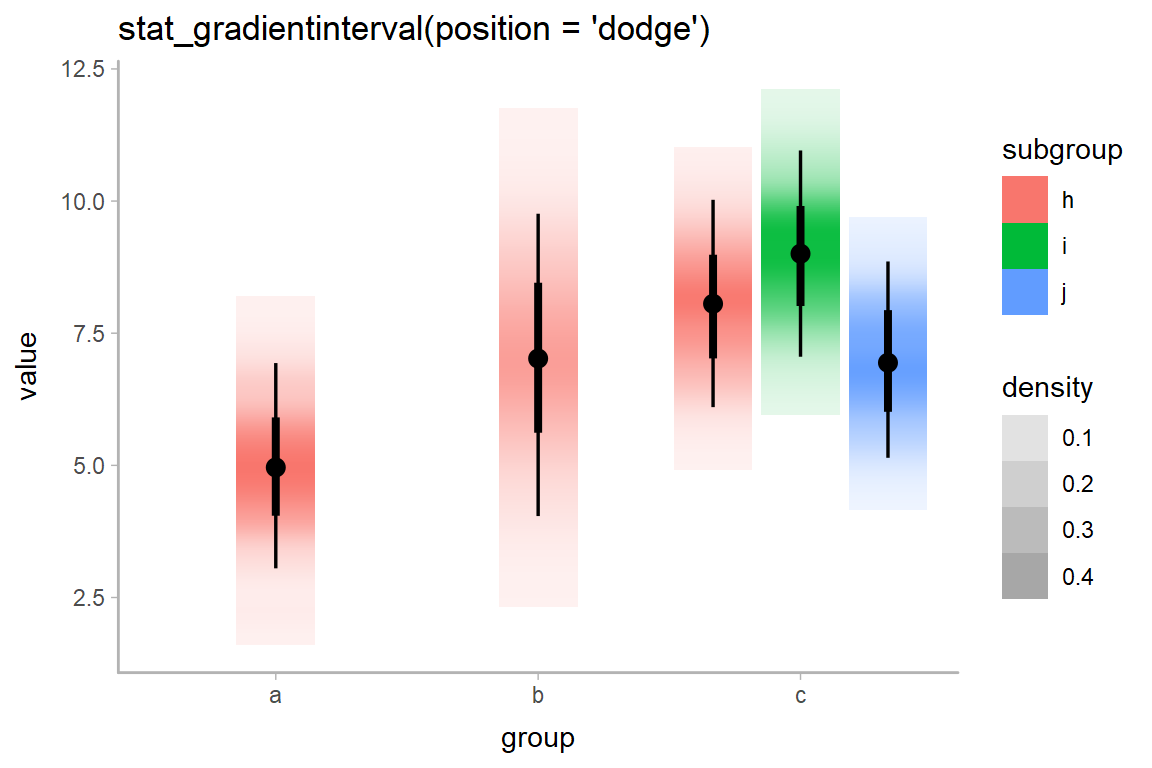 stat_gradientinterval(position = 'dodge')
12.5
10.0
7.5
5.0
2.5
value
a b c
group
subgroup
h
i
j
density
0.1
0.2
0.3
0.4